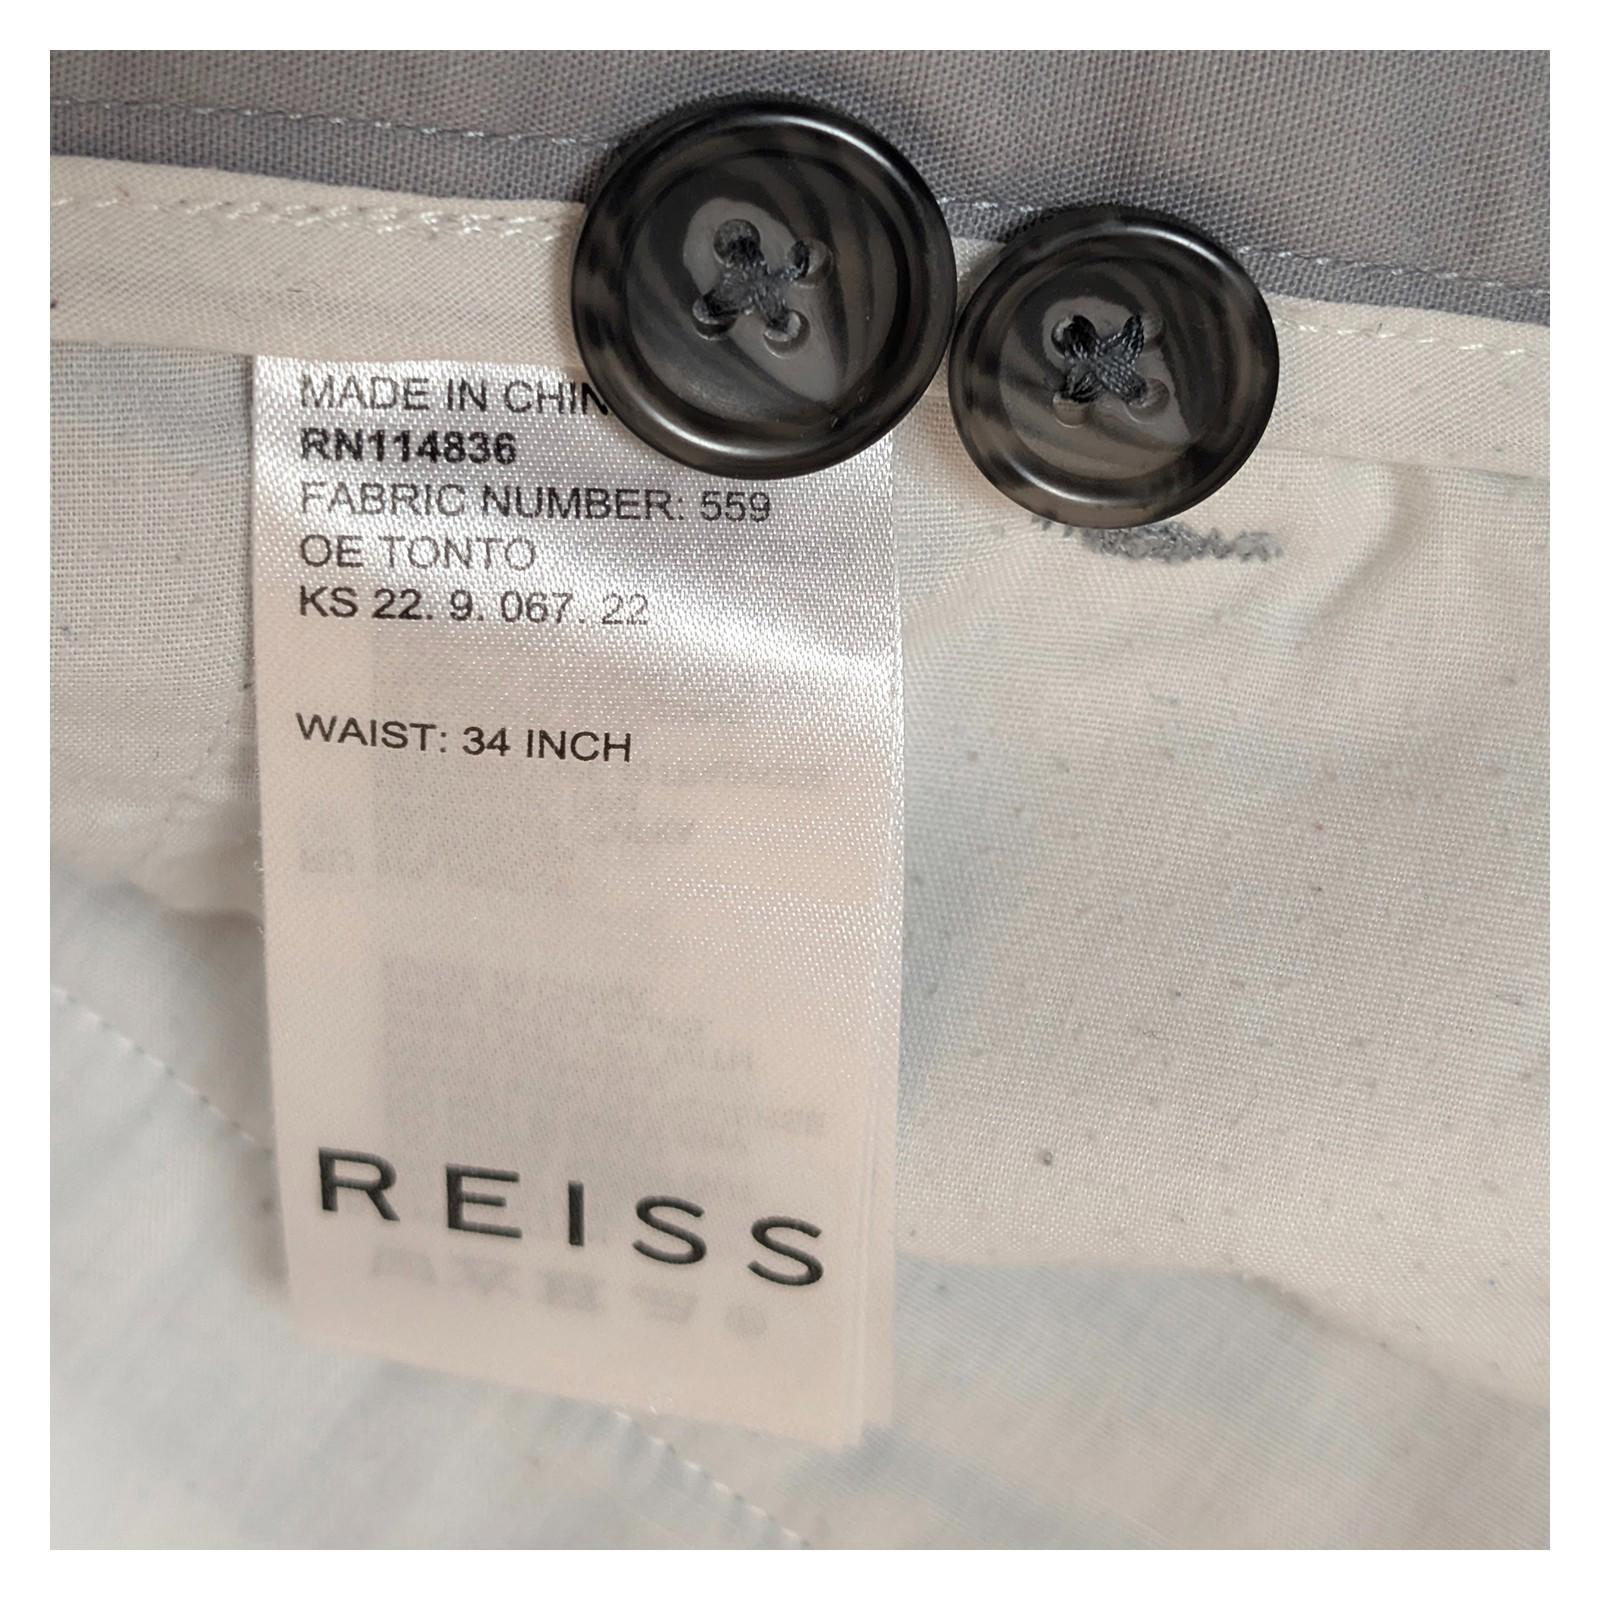 MADE IN CHIN
RN114836
FABRIC NUMBER: 559
OE TONTO
KS 22. 9. 067. 22
WAIST: 34 INCH
REISS